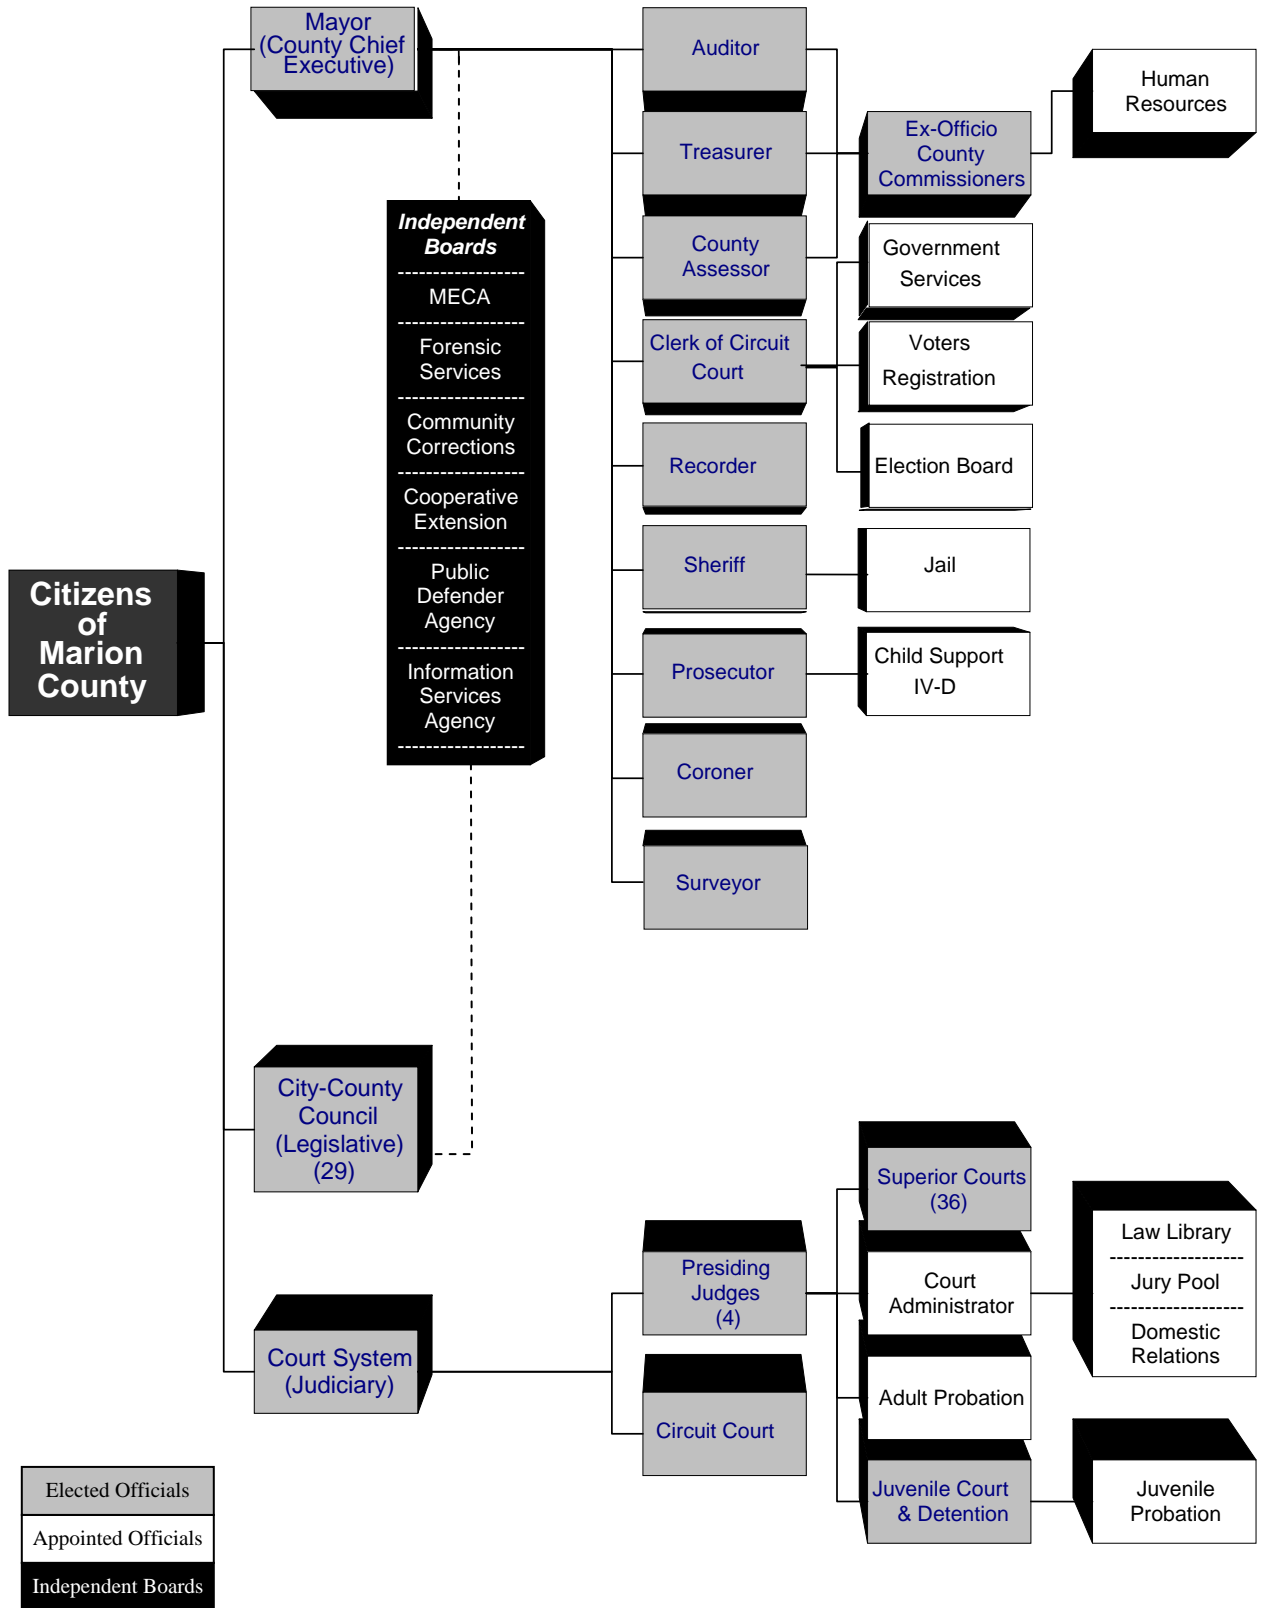 Mayor
(County Chief
Executive)
Auditor
Human
Resources
Treasurer
Ex-Officio
County
Commissioners
Independent
Boards
MECA
Forensic
Services
Community
Corrections
Cooperative
Extension
Public
Defender
Agency
Information
Services
Agency
County
Assessor
Government
Services
Clerk of Circuit
Court
Voters
Registration
Recorder
Election Board
Sheriff
Jail
Citizens
of
Marion
County
Prosecutor
Child Support
IV-D
Coroner
Surveyor
City-County
Council
(Legislative)
(29)
Superior Courts
(36)
Presiding
Judges
(4)
Court
Administrator
Law Library
Jury Pool
Domestic
Relations
Court System
(Judiciary)
Circuit Court
Adult Probation
Juvenile Court
& Detention
Juvenile
Probation
Elected Officials
Appointed Officials
Independent Boards